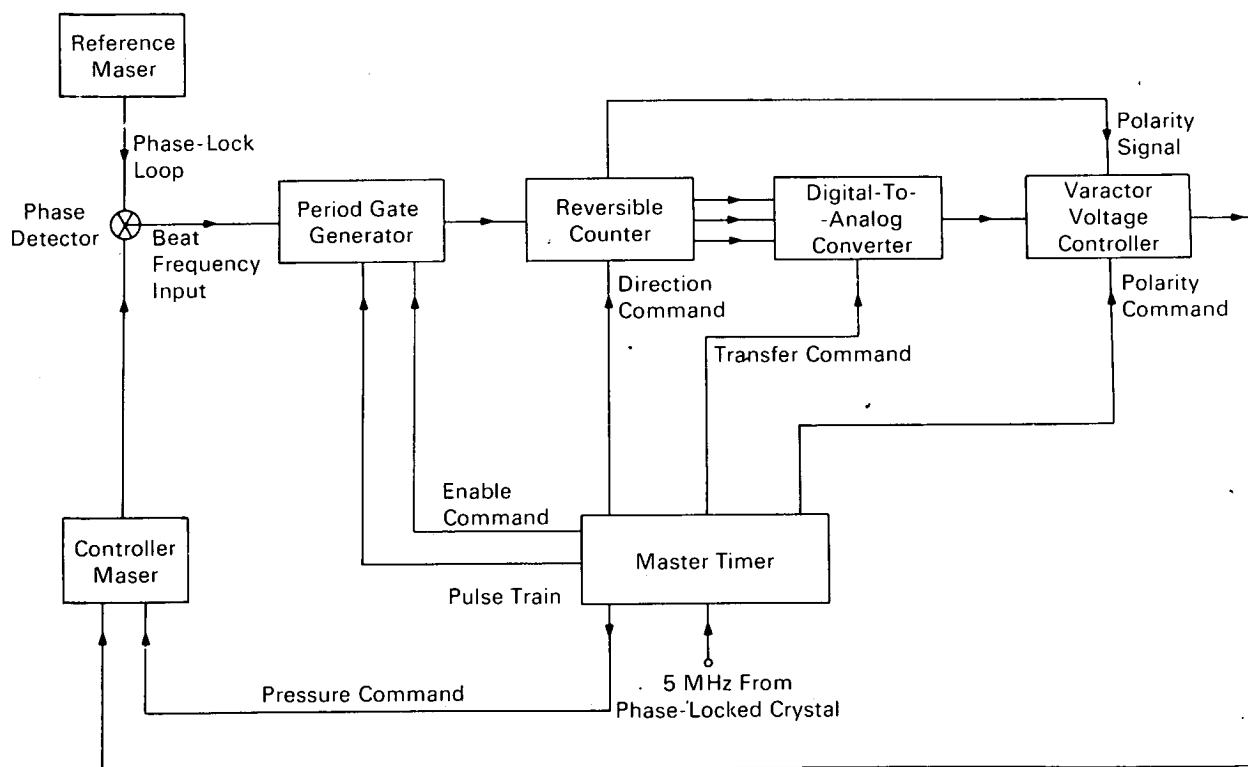 Reference
Maser
Phase-Lock
Loop
Phase
Detector
Beat
Frequency
Input
Period Gate
Generator
Reversible
Counter
Digital-To-
-Analog
Converter
Polarity
Signal
Varactor
Voltage
Controller
Direction
Command
Polarity
Command
Transfer Command
Enable
Command
Controller
Maser
Master Timer
Pulse Train
Pressure Command
5 MHz From
Phase-Locked Crystal